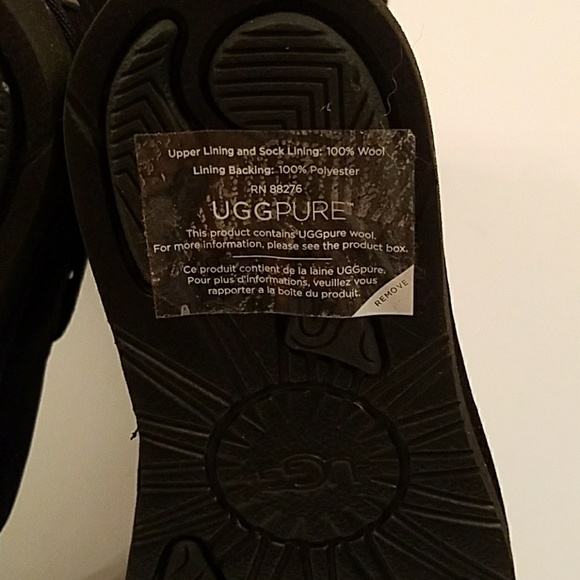 Upper Lining and Sock Lining: 100% Wool
Lining Backing: 100% Polyester
RN 88276
UGGPURE™
This product contains UGGpure wool.
For more information, please see the product box.
Ce produit contient de la laine UGGpure.
Pour plus d'informations, veuillez vous
rapporter a la boîte du produit.
REMOVE
UGG